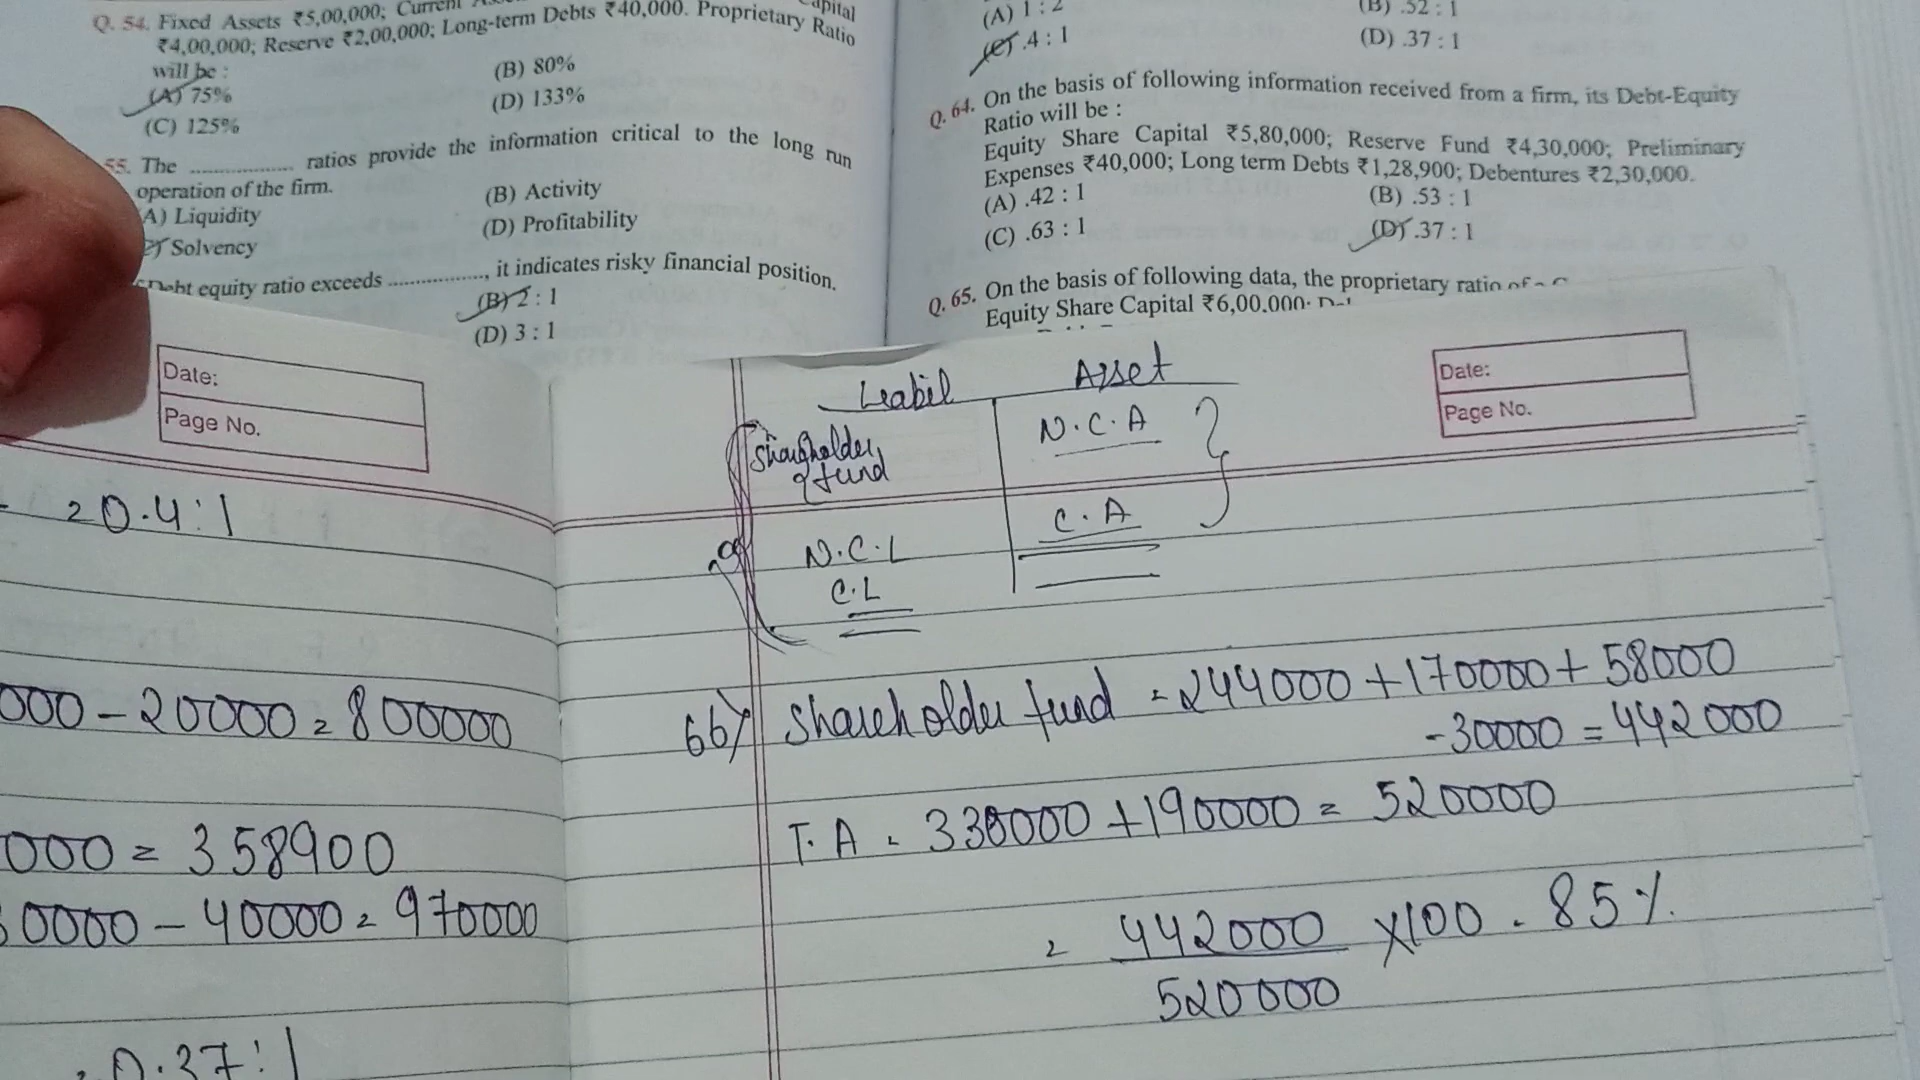 Q. 54. Fixed Assets ₹5,00,000; Current
₹4,00,000; Reserve ₹2,00,000; Long-term Debts ₹40,000. Proprietary Ratio
will be :
(A) 75%
(B) 80%
(C) 125%
(D) 133%
55. The ................ ratios provide the information critical to the long run
operation of the firm.
A) Liquidity
(B) Activity
Solvency
(D) Profitability
Debt equity ratio exceeds ..............., it indicates risky financial position.
(B) 2 : 1
(D) 3 : 1
(A) 1 : 2
(B) .52 : 1
(C) .4 : 1
(D) .37 : 1
Q. 64. On the basis of following information received from a firm, its Debt-Equity
Ratio will be :
Equity Share Capital ₹5,80,000; Reserve Fund ₹4,30,000; Preliminary
Expenses ₹40,000; Long term Debts ₹1,28,900; Debentures ₹2,30,000.
(A) .42 : 1
(B) .53 : 1
(C) .63 : 1
(D) .37 : 1
Q. 65. On the basis of following data, the proprietary ratio of a
Equity Share Capital ₹6,00,000;
Date:
Page No.
= 0.4 : 1
000 - 20000 = 800000
000 = 358900
0000 - 40000 = 970000
= 0.37 : 1
Date:
Page No.
Leabil Asset
Shareholder
fund
N.C.A
C.A
N.C.L
C.L
66) Shareholder fund = 244000 + 170000 + 58000
- 30000 = 442000
T.A = 330000 + 190000 = 520000
= 442000 × 100 = 85%
520000